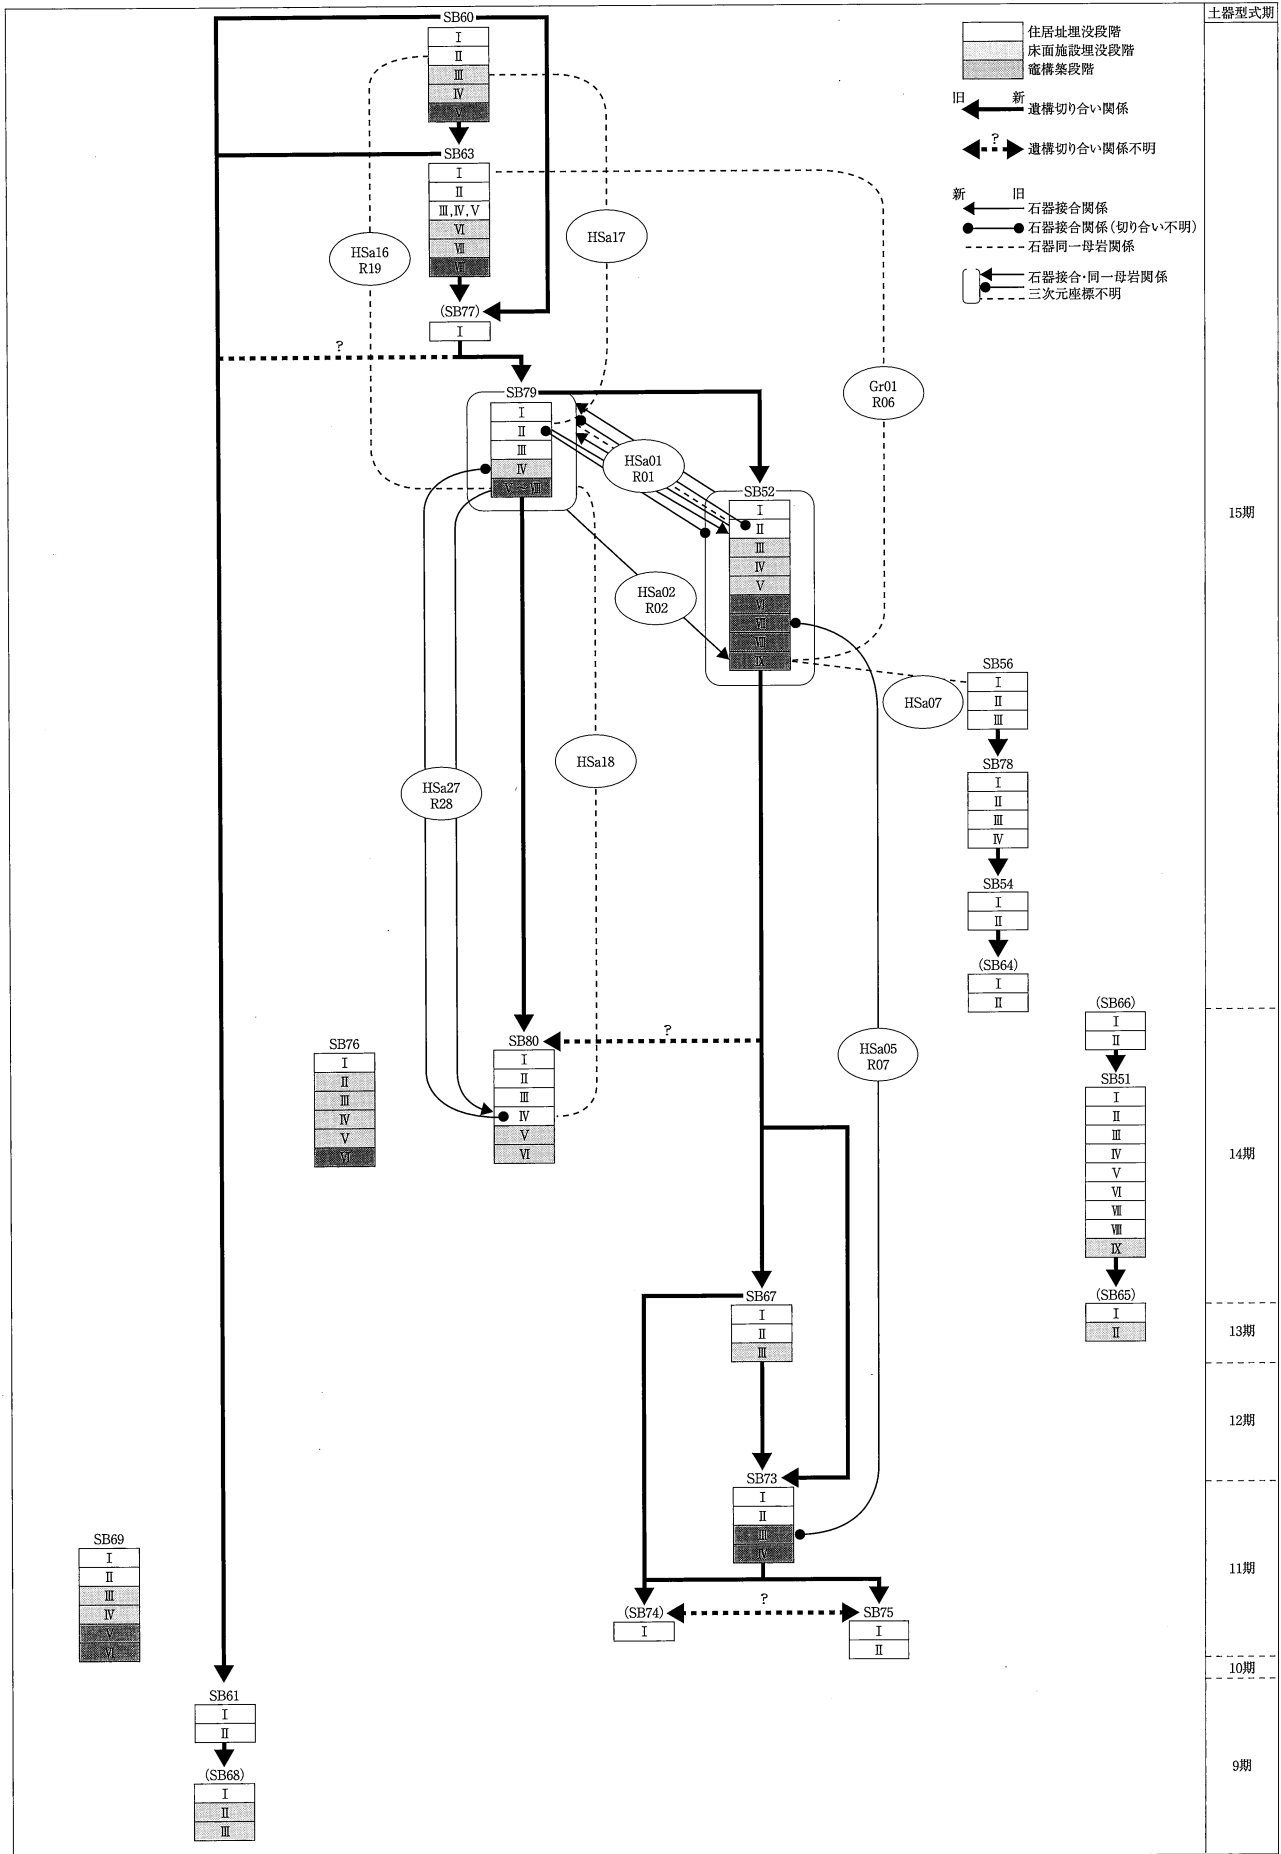 土器型式期
住居址埋没段階
床面施設埋没段階
竈構築段階
旧 新
遺構切り合い関係
?
遺構切り合い関係不明
新 旧
石器接合関係
石器接合関係(切り合い不明)
石器同一母岩関係
石器接合・同一母岩関係
三次元座標不明
SB60
Ⅰ
Ⅱ
Ⅲ
Ⅳ
Ⅴ
SB63
Ⅰ
Ⅱ
Ⅲ,Ⅳ,Ⅴ
Ⅵ
Ⅶ
HSa16
R19
HSa17
(SB77)
Ⅰ
?
SB79
Ⅰ
Ⅱ
Ⅲ
Ⅳ
Gr01
R06
HSa01
R01
SB52
Ⅰ
Ⅱ
Ⅲ
Ⅳ
Ⅴ
Ⅵ
Ⅶ
Ⅷ
Ⅸ
15期
HSa02
R02
HSa07
SB56
Ⅰ
Ⅱ
Ⅲ
SB78
Ⅰ
Ⅱ
Ⅲ
Ⅳ
HSa18
HSa27
R28
SB54
Ⅰ
Ⅱ
(SB64)
Ⅰ
Ⅱ
(SB66)
Ⅰ
Ⅱ
SB76
Ⅰ
Ⅱ
Ⅲ
Ⅳ
Ⅴ
Ⅵ
SB80
Ⅰ
Ⅱ
Ⅲ
Ⅳ
Ⅴ
Ⅵ
?
HSa05
R07
SB51
Ⅰ
Ⅱ
Ⅲ
Ⅳ
Ⅴ
Ⅵ
Ⅶ
Ⅷ
Ⅸ
14期
(SB65)
Ⅰ
Ⅱ
SB67
Ⅰ
Ⅱ
Ⅲ
13期
12期
SB73
Ⅰ
Ⅱ
Ⅲ
Ⅳ
SB69
Ⅰ
Ⅱ
Ⅲ
Ⅳ
Ⅴ
Ⅵ
11期
(SB74)
Ⅰ
?
SB75
Ⅰ
Ⅱ
10期
SB61
Ⅰ
Ⅱ
(SB68)
Ⅰ
Ⅱ
Ⅲ
9期